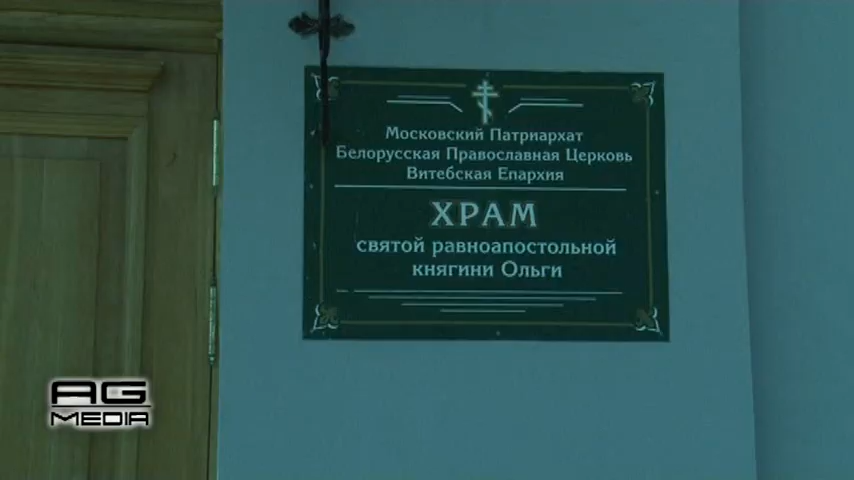 Московский Патриархат
Белорусская Православная Церковь
Витебская Епархия
ХРАМ
святой равноапостольной
княгини Ольги
AG
MEDIA